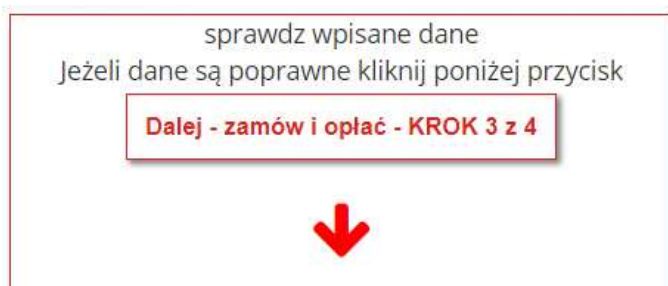 sprawdz wpisane dane
Jeżeli dane są poprawne kliknij poniżej przycisk
Dalej - zamów i opłać - KROK 3 z 4